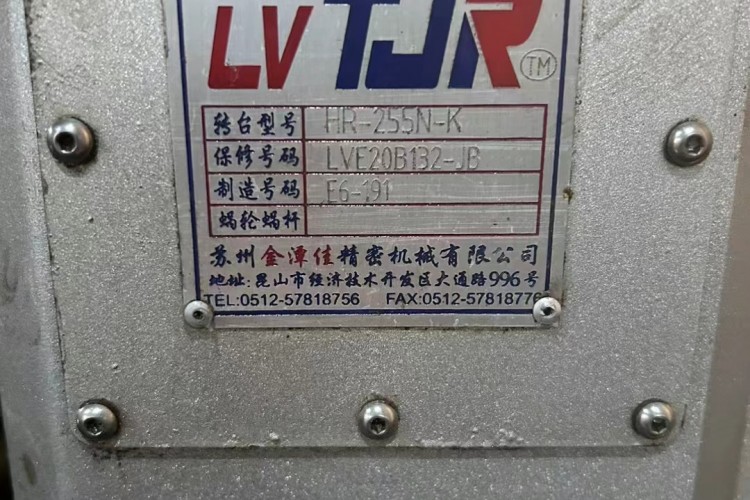 LV TJR TM
转台型号 HR-255N-K
保修号码 LVE20B132-JB
制造号码 E6-191
蜗轮蜗杆
苏州金潭佳精密机械有限公司
地址:昆山市经济技术开发区大通路996号
TEL:0512-57818756 FAX:0512-57818776